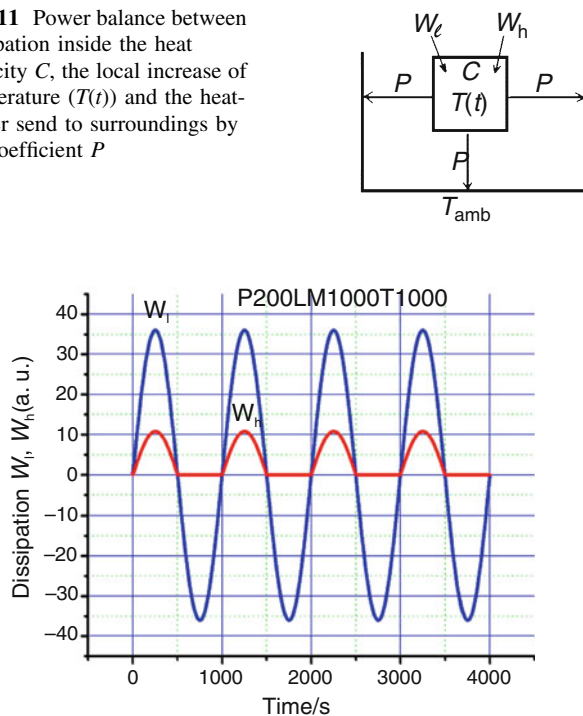 11 Power balance between
pation inside the heat
city C, the local increase of
erature (T(t)) and the heat-
er send to surroundings by
oefficient P
Wℓ Wh
C
P T(t) P
P
Tamb
P200LM1000T1000
Wl
Wh
Dissipation Wl, Wh(a. u.)
40
30
20
10
0
−10
−20
−30
−40
0 1000 2000 3000 4000
Time/s